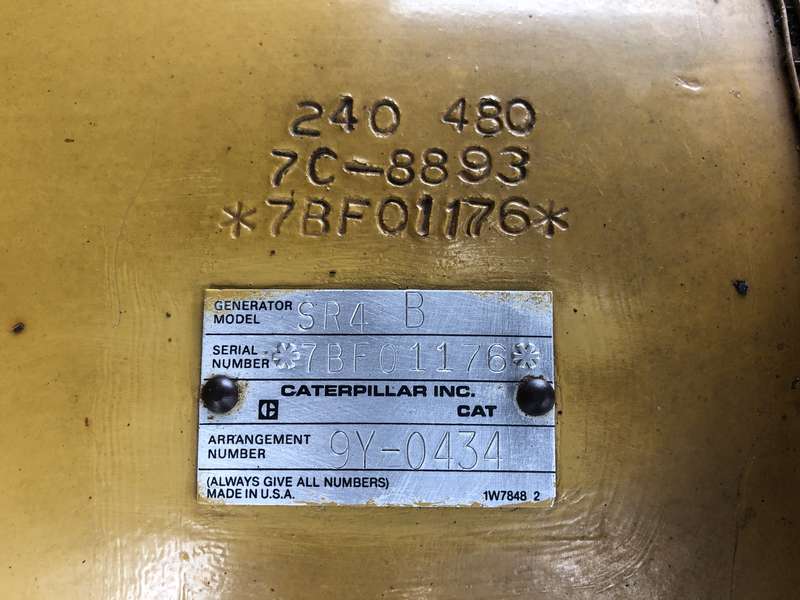 240 480
7C-8893
*7BF01176*
GENERATOR MODEL SR4 B
SERIAL NUMBER *7BF01176*
CATERPILLAR INC.
C CAT
ARRANGEMENT NUMBER 9Y-0434
(ALWAYS GIVE ALL NUMBERS)
MADE IN U.S.A. 1W7848 2